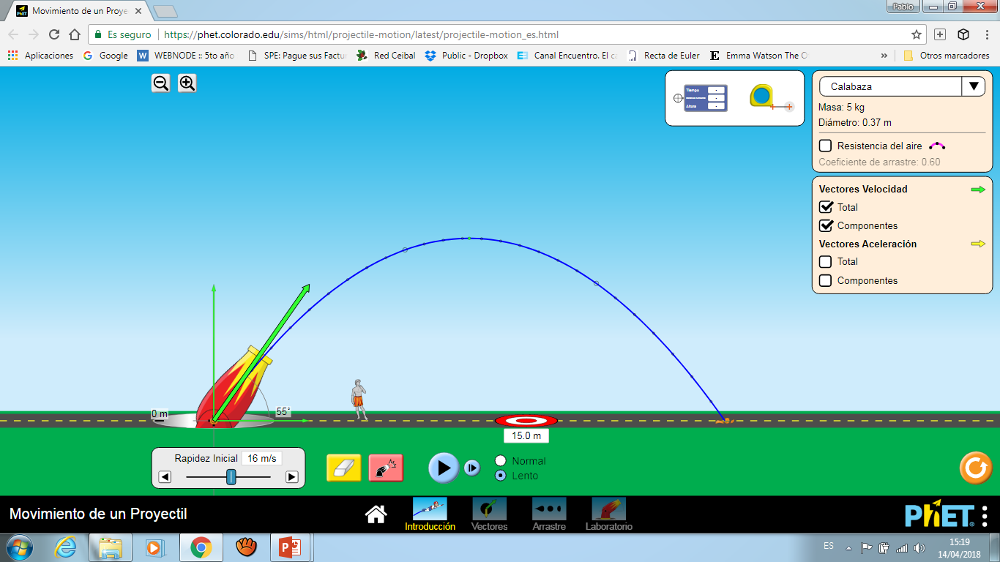 Pablo
Movimiento de un Proye
Es seguro
https://phet.colorado.edu/sims/html/projectile-motion/latest/projectile-motion_es.html
Aplicaciones
Google
WEBNODE :: 5to año
SPE: Pague sus Factu
Red Ceibal
Public - Dropbox
Canal Encuentro. El ca
Recta de Euler
Emma Watson The O
»
Otros marcadores
Tiempo
Altura
Calabaza
Masa: 5 kg
Diámetro: 0.37 m
Resistencia del aire
Coeficiente de arrastre: 0.60
Vectores Velocidad
Total
Componentes
Vectores Aceleración
Total
Componentes
0 m
55°
15.0 m
Rapidez Inicial 16 m/s
Normal
Lento
Movimiento de un Proyectil
Introducción
Vectores
Arrastre
Laboratorio
PhET
ES
15:19
14/04/2018